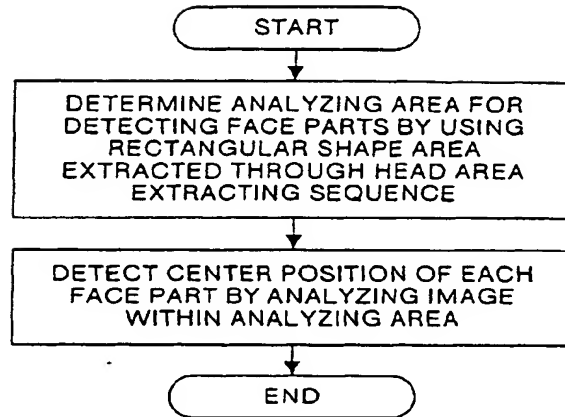 START
DETERMINE ANALYZING AREA FOR
DETECTING FACE PARTS BY USING
RECTANGULAR SHAPE AREA
EXTRACTED THROUGH HEAD AREA
EXTRACTING SEQUENCE
DETECT CENTER POSITION OF EACH
FACE PART BY ANALYZING IMAGE
WITHIN ANALYZING AREA
END